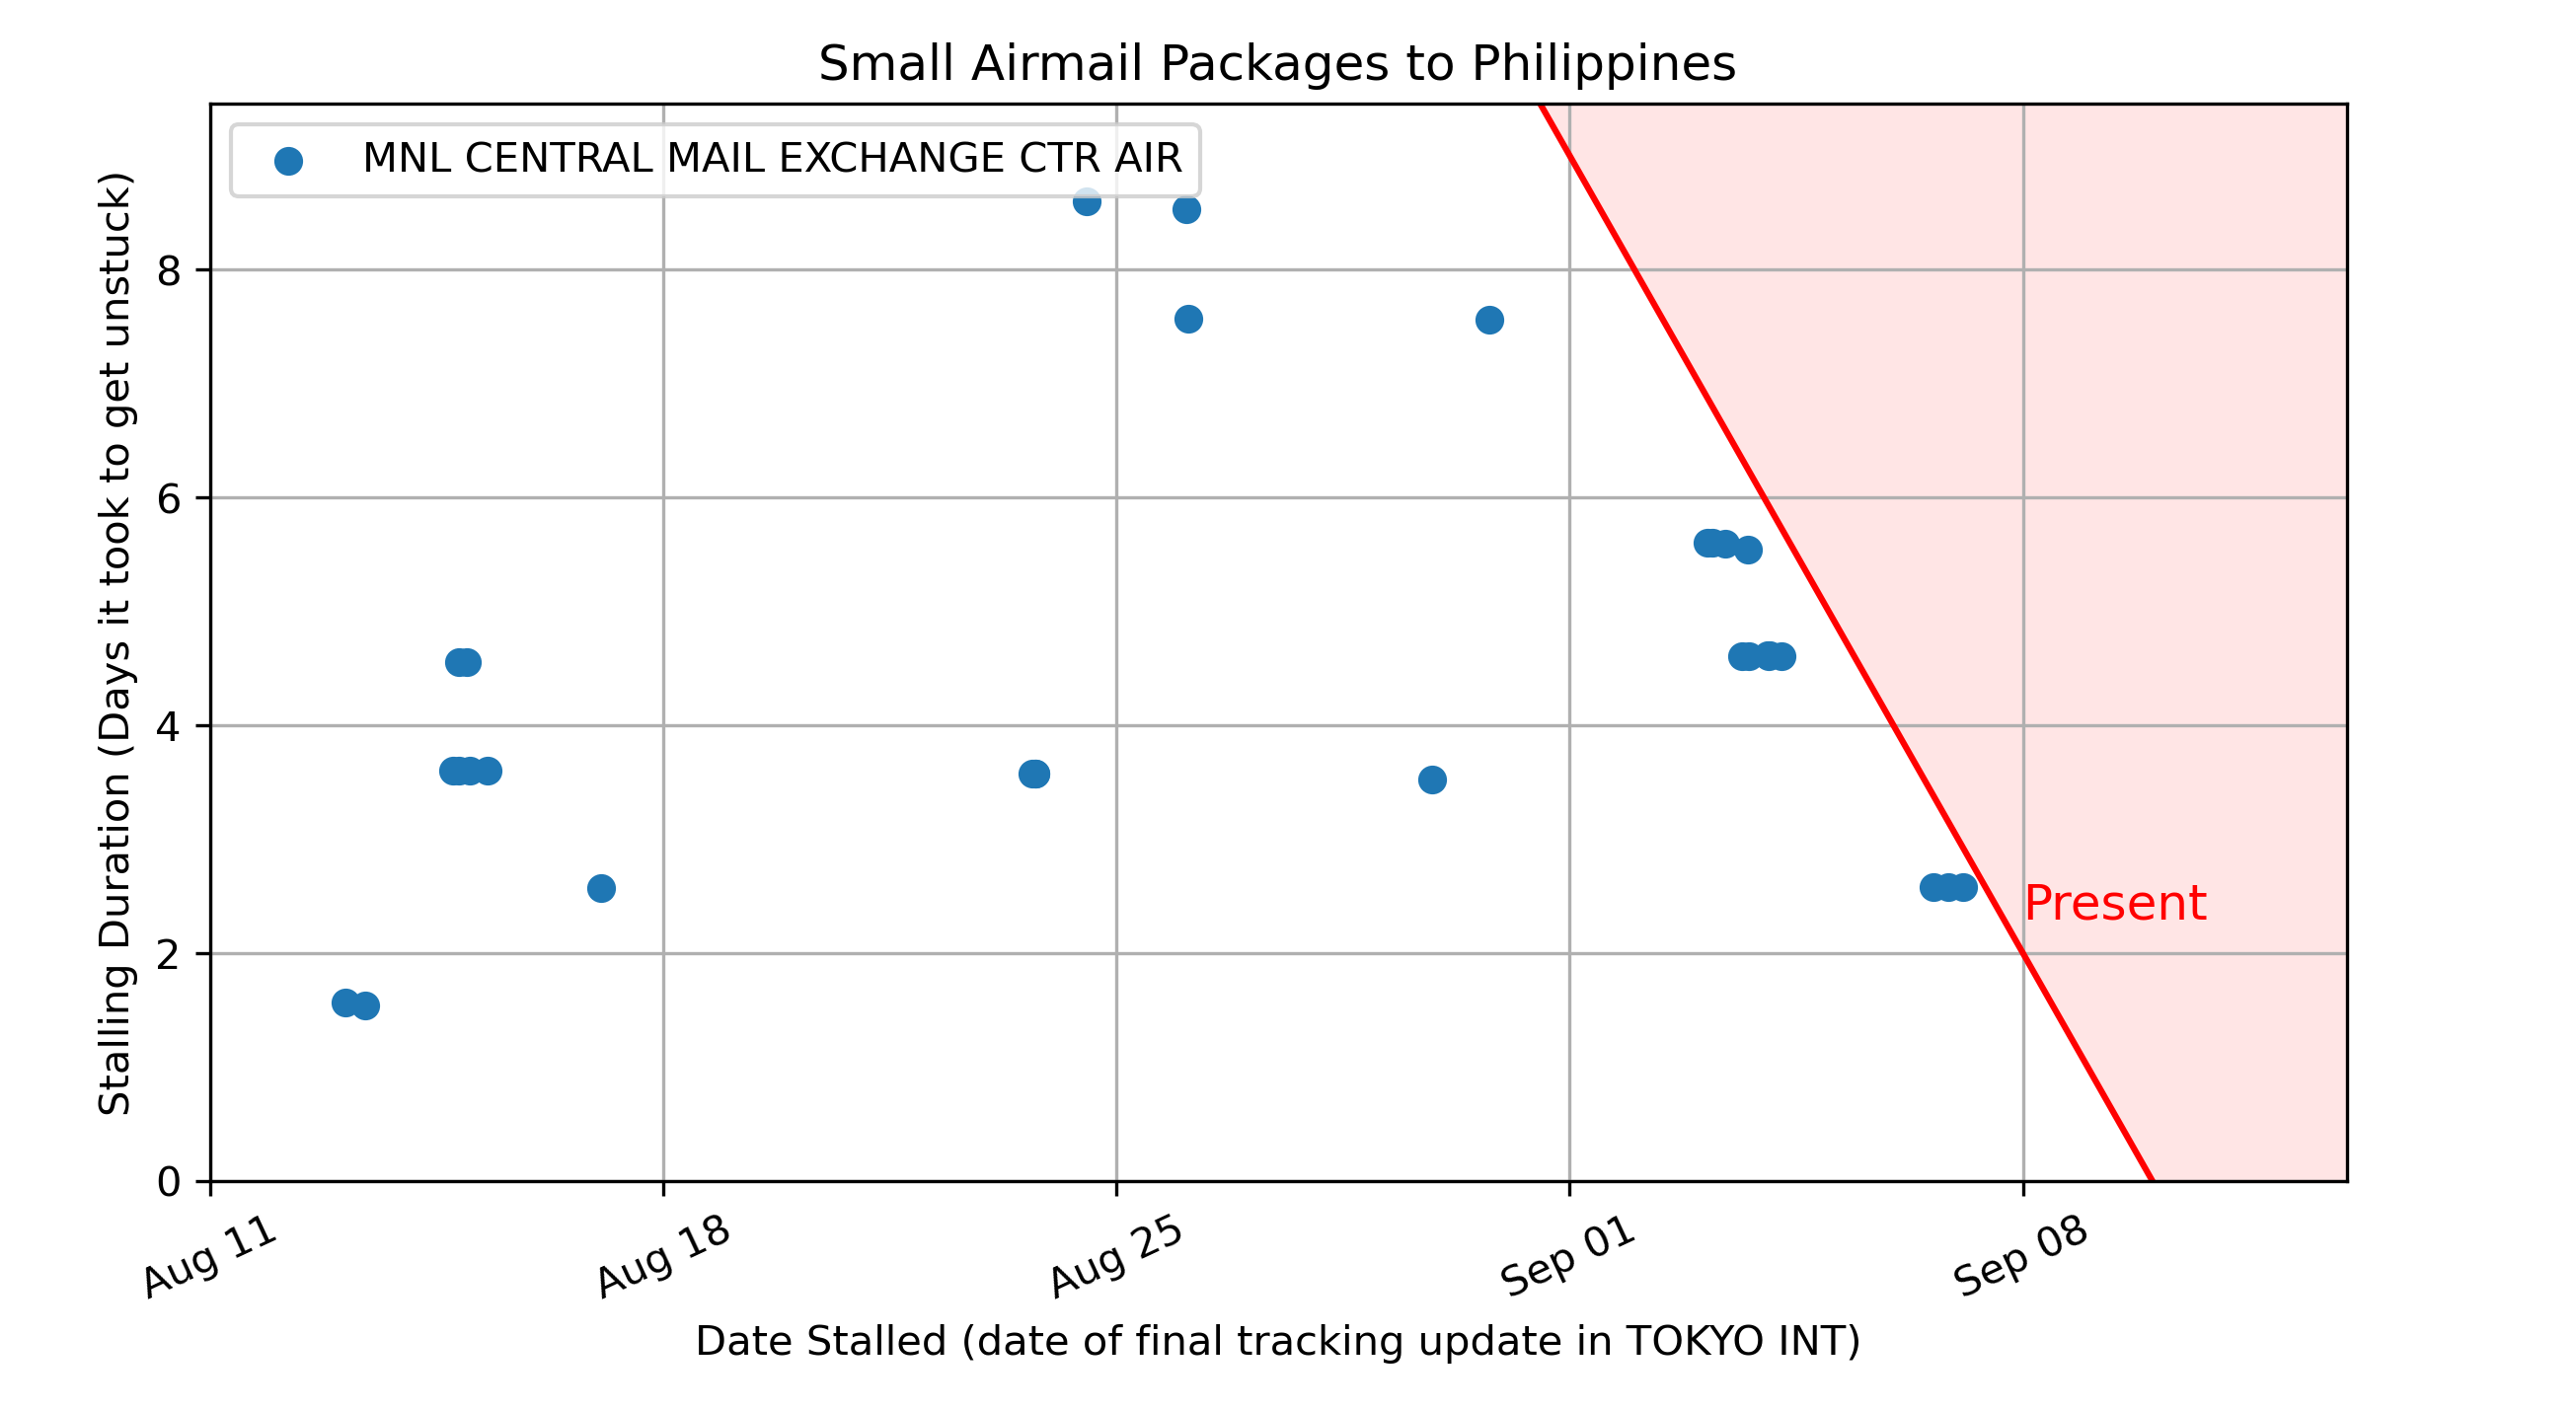 Small Airmail Packages to Philippines
MNL CENTRAL MAIL EXCHANGE CTR AIR
Stalling Duration (Days it took to get unstuck)
8
6
4
2
0
Present
Aug 11
Aug 18
Aug 25
Sep 01
Sep 08
Date Stalled (date of final tracking update in TOKYO INT)